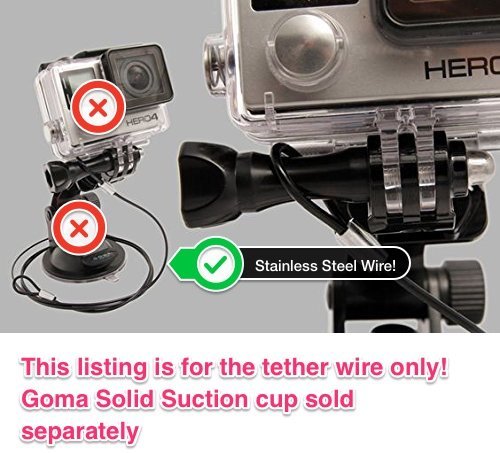 HERO4
HERO
Stainless Steel Wire!
This listing is for the tether wire only!
Goma Solid Suction cup sold
separately